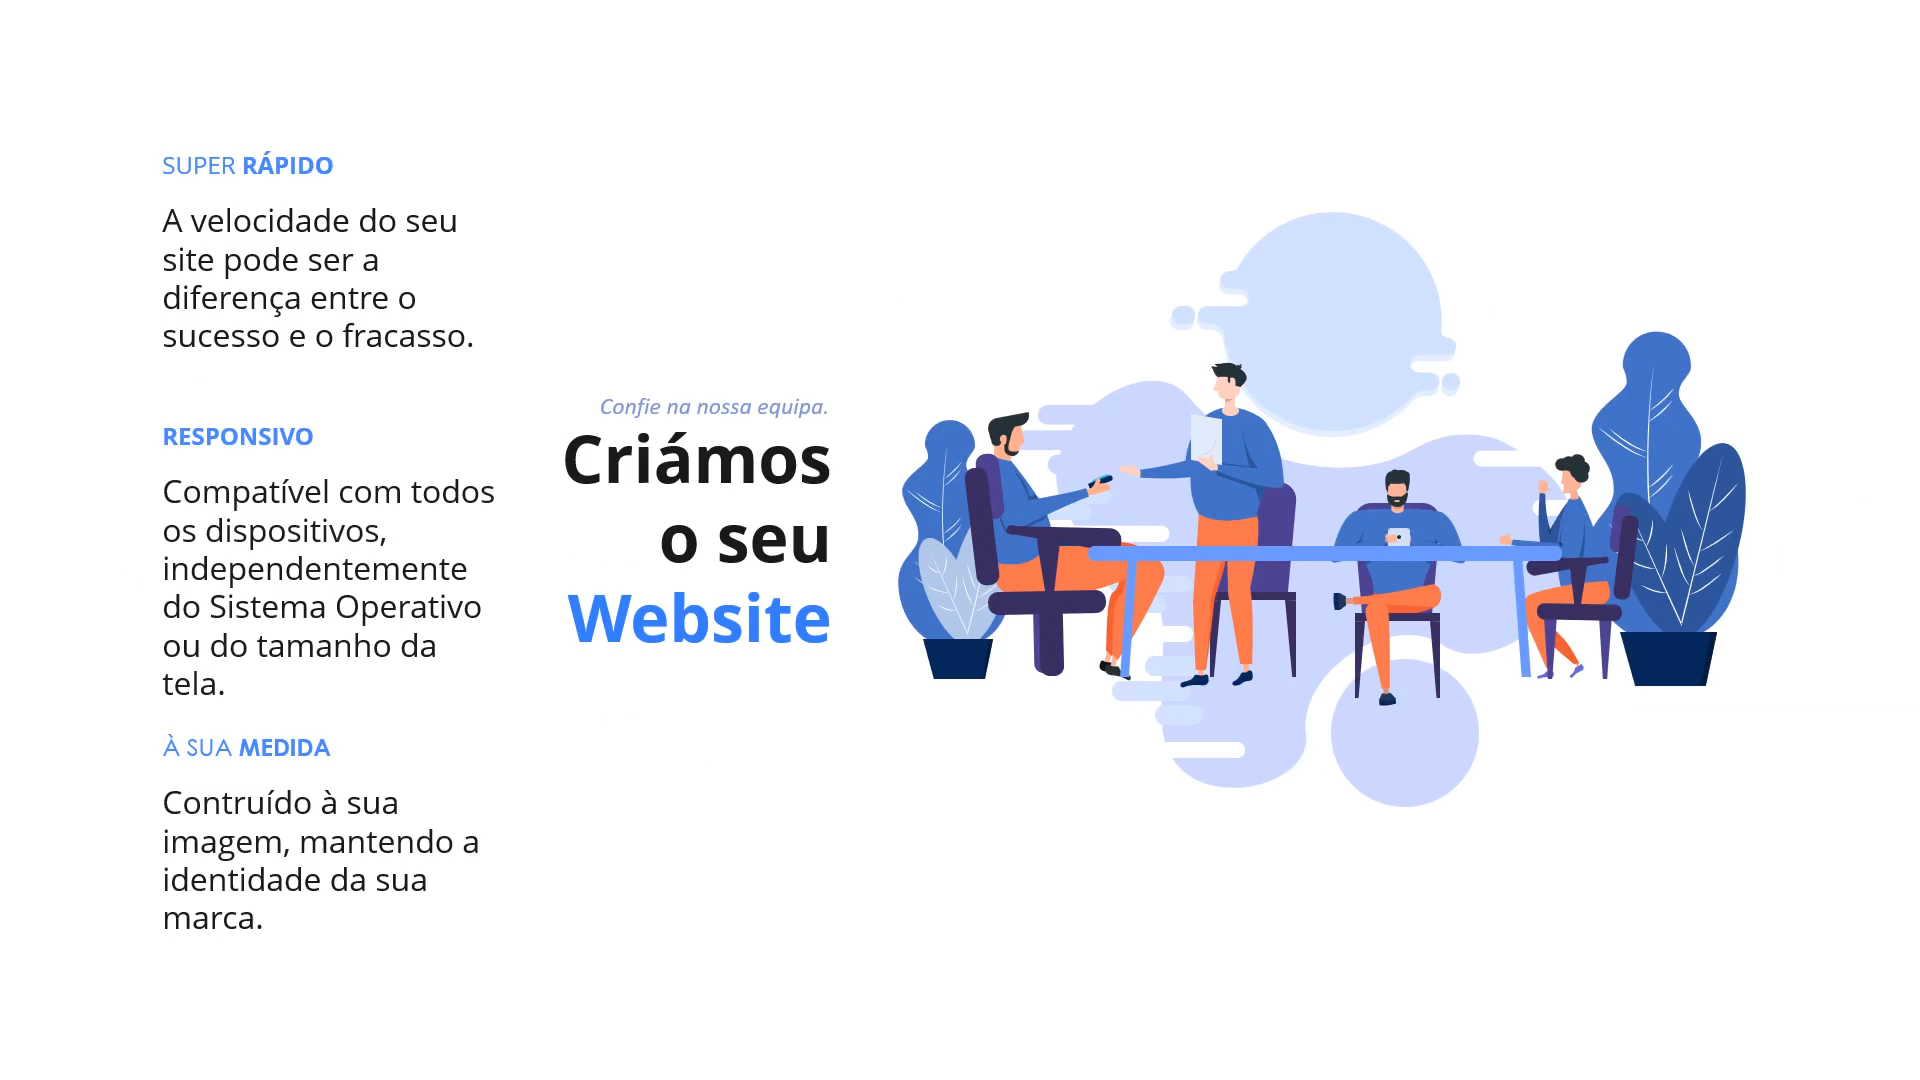 SUPER RÁPIDO
A velocidade do seu
site pode ser a
diferença entre o
sucesso e o fracasso.
RESPONSIVO
Compatível com todos
os dispositivos,
independentemente
do Sistema Operativo
ou do tamanho da
tela.
À SUA MEDIDA
Contruído à sua
imagem, mantendo a
identidade da sua
marca.
Confie na nossa equipa.
Criámos
o seu
Website